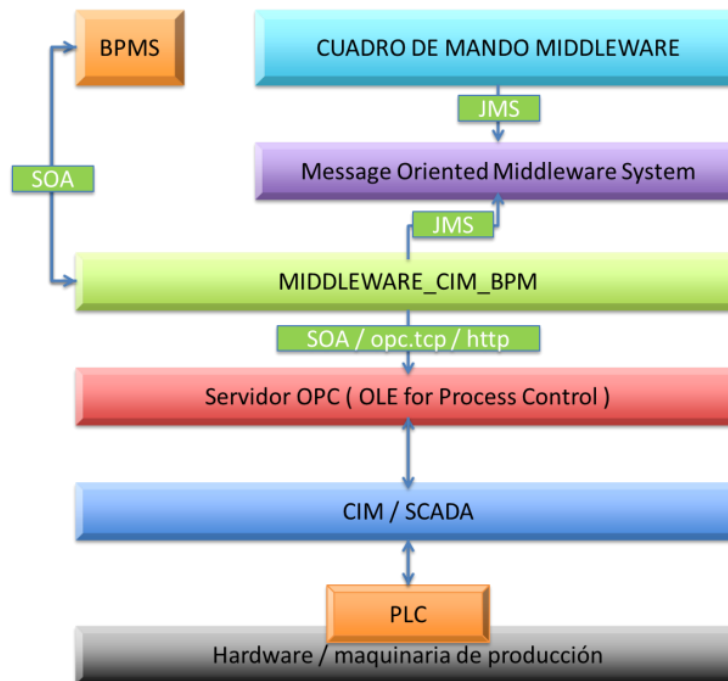 BPMS
CUADRO DE MANDO MIDDLEWARE
JMS
SOA
Message Oriented Middleware System
JMS
MIDDLEWARE_CIM_BPM
SOA / opc.tcp / http
Servidor OPC ( OLE for Process Control )
CIM / SCADA
PLC
Hardware / maquinaria de producción